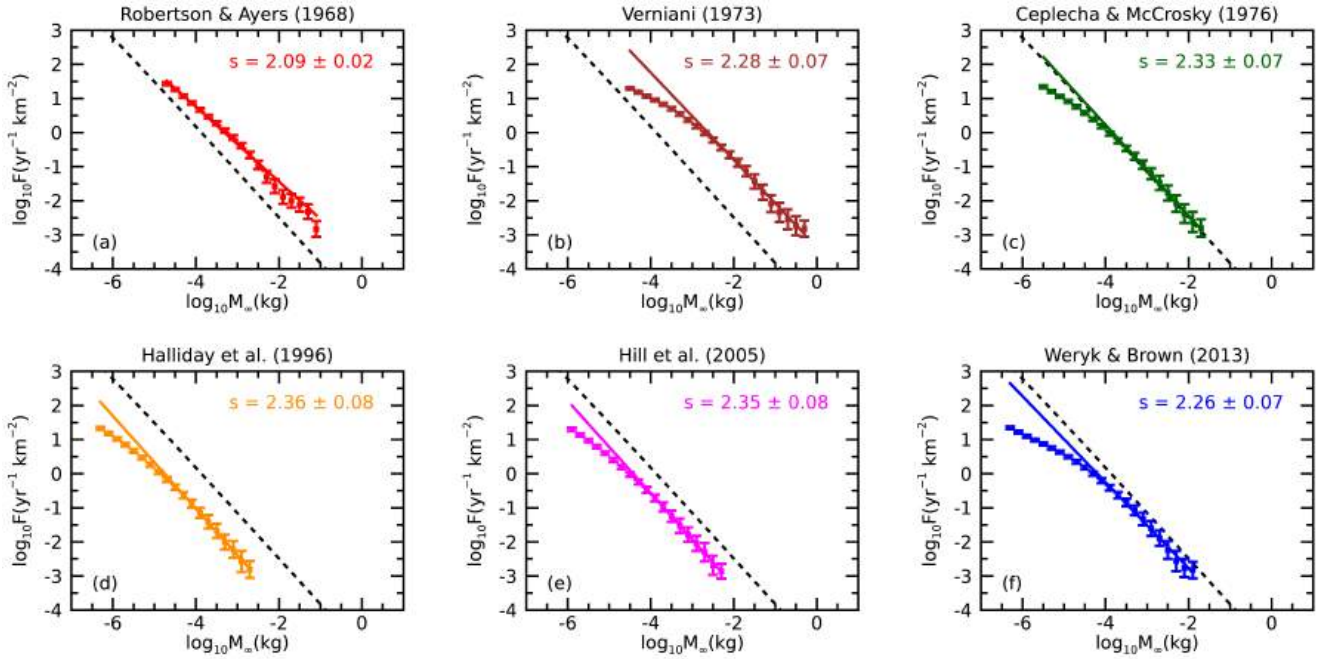 Robertson & Ayers (1968)
s = 2.09 ± 0.02
(a)
3
2
1
0
-1
-2
-3
-4
log₁₀F(yr⁻¹ km⁻²)
-6 -4 -2 0
log₁₀M∞(kg)
Verniani (1973)
s = 2.28 ± 0.07
(b)
3
2
1
0
-1
-2
-3
-4
log₁₀F(yr⁻¹ km⁻²)
-6 -4 -2 0
log₁₀M∞(kg)
Ceplecha & McCrosky (1976)
s = 2.33 ± 0.07
(c)
3
2
1
0
-1
-2
-3
-4
log₁₀F(yr⁻¹ km⁻²)
-6 -4 -2 0
log₁₀M∞(kg)
Halliday et al. (1996)
s = 2.36 ± 0.08
(d)
3
2
1
0
-1
-2
-3
-4
log₁₀F(yr⁻¹ km⁻²)
-6 -4 -2 0
log₁₀M∞(kg)
Hill et al. (2005)
s = 2.35 ± 0.08
(e)
3
2
1
0
-1
-2
-3
-4
log₁₀F(yr⁻¹ km⁻²)
-6 -4 -2 0
log₁₀M∞(kg)
Weryk & Brown (2013)
s = 2.26 ± 0.07
(f)
3
2
1
0
-1
-2
-3
-4
log₁₀F(yr⁻¹ km⁻²)
-6 -4 -2 0
log₁₀M∞(kg)